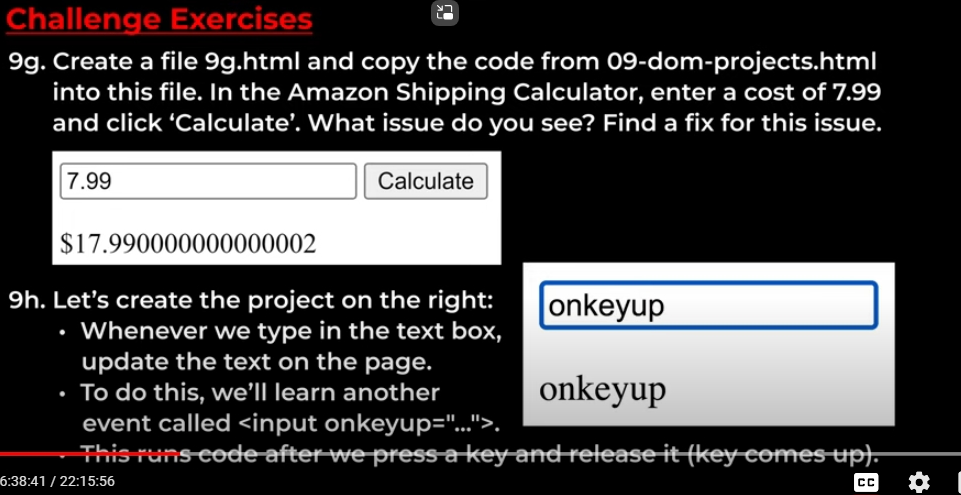 Challenge Exercises
9g. Create a file 9g.html and copy the code from 09-dom-projects.html
into this file. In the Amazon Shipping Calculator, enter a cost of 7.99
and click ‘Calculate’. What issue do you see? Find a fix for this issue.
7.99
Calculate
$17.990000000000002
9h. Let’s create the project on the right:
• Whenever we type in the text box,
update the text on the page.
• To do this, we’ll learn another
event called <input onkeyup="...">.
• This runs code after we press a key and release it (key comes up).
onkeyup
onkeyup
6:38:41 / 22:15:56
CC